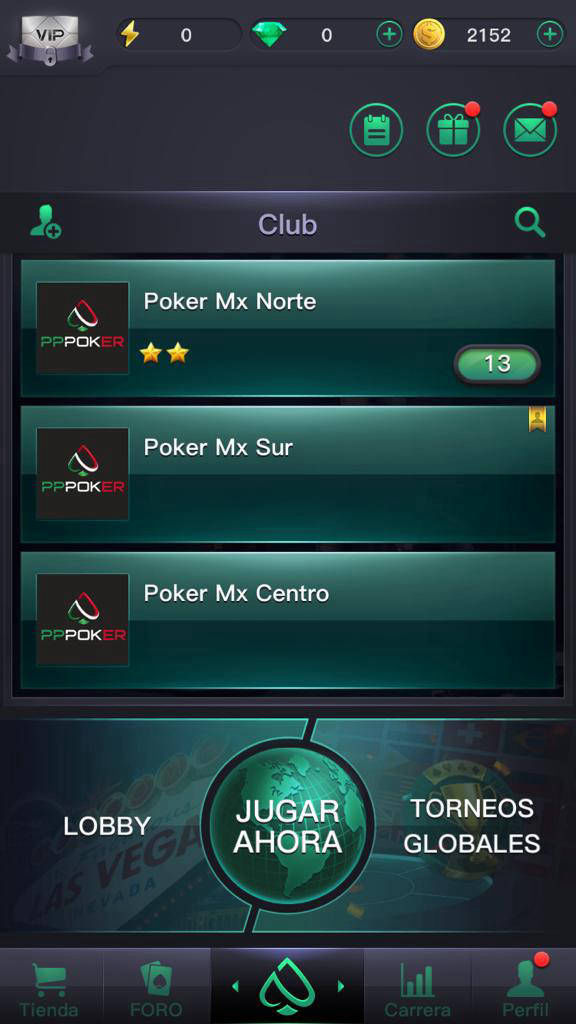 VIP
0
0
2152
Club
Poker Mx Norte
PPPOKER
13
Poker Mx Sur
PPPOKER
Poker Mx Centro
PPPOKER
LOBBY
JUGAR
AHORA
TORNEOS
GLOBALES
LAS VEGAS
NEVADA
Tienda
FORO
Carrera
Perfil